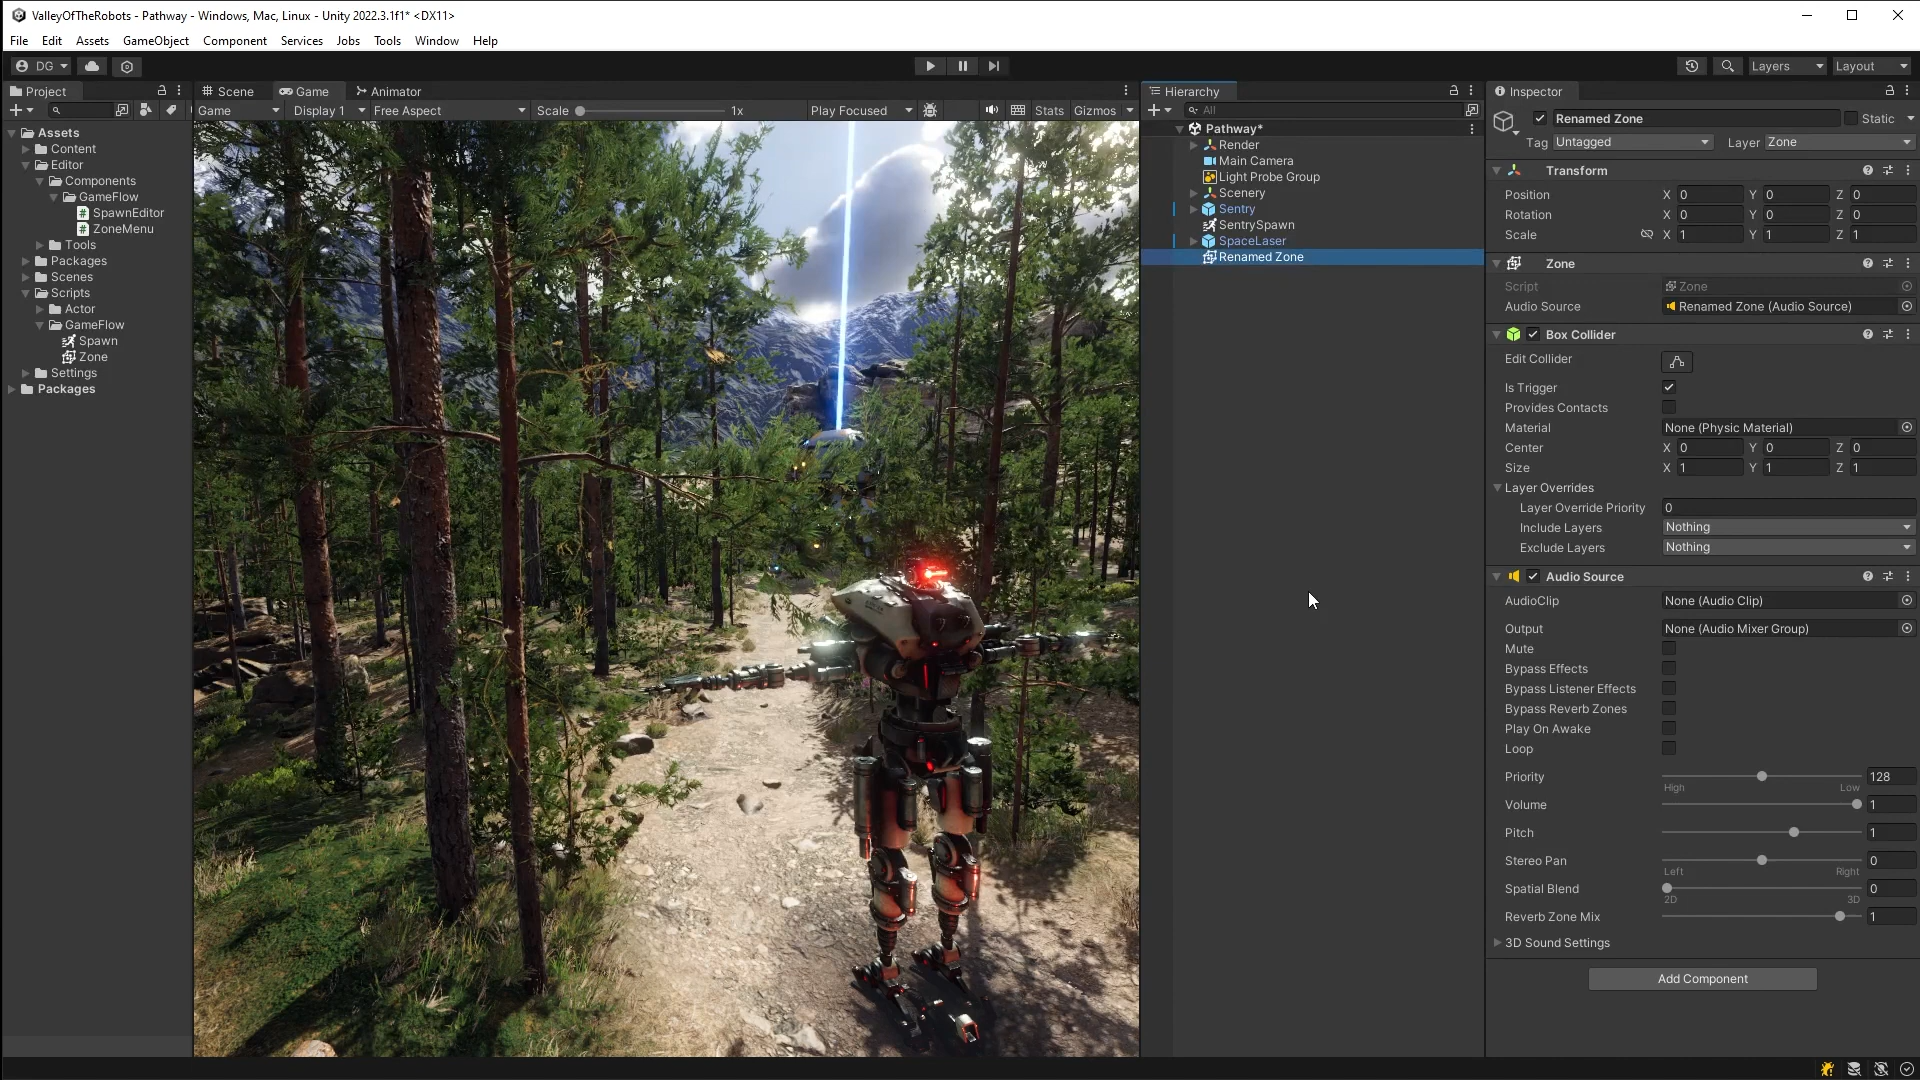 ValleyOfTheRobots - Pathway - Windows, Mac, Linux - Unity 2022.3.1f1* <DX11>
File Edit Assets GameObject Component Services Jobs Tools Window Help
DG Layers Layout
Project
Assets
Content
Editor
Components
GameFlow
SpawnEditor
ZoneMenu
Tools
Packages
Scenes
Scripts
Actor
GameFlow
Spawn
Zone
Settings
Packages
Scene Game Animator
Game Display 1 Free Aspect Scale 1x Play Focused Stats Gizmos
Hierarchy
All
Pathway*
Render
Main Camera
Light Probe Group
Scenery
Sentry
SentrySpawn
SpaceLaser
Renamed Zone
Inspector
Renamed Zone Static
Tag Untagged Layer Zone
Transform
Position X 0 Y 0 Z 0
Rotation X 0 Y 0 Z 0
Scale X 1 Y 1 Z 1
Zone
Script Zone
Audio Source Renamed Zone (Audio Source)
Box Collider
Edit Collider
Is Trigger
Provides Contacts
Material None (Physic Material)
Center X 0 Y 0 Z 0
Size X 1 Y 1 Z 1
Layer Overrides
Layer Override Priority 0
Include Layers Nothing
Exclude Layers Nothing
Audio Source
AudioClip None (Audio Clip)
Output None (Audio Mixer Group)
Mute
Bypass Effects
Bypass Listener Effects
Bypass Reverb Zones
Play On Awake
Loop
Priority 128
High Low
Volume 1
Pitch 1
Stereo Pan 0
Left Right
Spatial Blend 0
2D 3D
Reverb Zone Mix 1
3D Sound Settings
Add Component